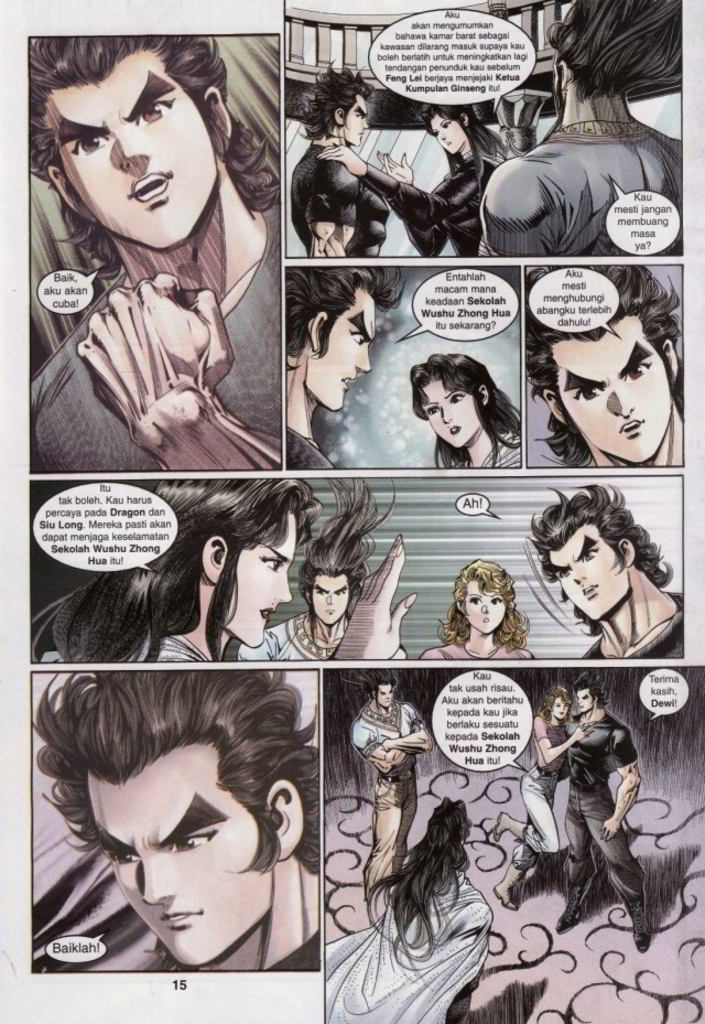 Baik,
aku akan
cuba!
Aku
akan mengumumkan
bahawa kamar barat sebagai
kawasan dilarang masuk supaya kau
boleh berlatih untuk meningkatkan lagi
tendangan penunduk kau sebelum
Feng Lei berjaya menjejaki Ketua
Kumpulan Ginseng itu!
Kau
mesti jangan
membuang
masa
ya?
Entahlah
macam mana
keadaan Sekolah
Wushu Zhong Hua
itu sekarang?
Aku
mesti
menghubungi
abangku terlebih
dahulu!
Itu
tak boleh. Kau harus
percaya pada Dragon dan
Siu Long. Mereka pasti akan
dapat menjaga keselamatan
Sekolah Wushu Zhong
Hua itu!
Ah!
Baiklah!
Kau
tak usah risau.
Aku akan beritahu
kepada kau jika
berlaku sesuatu
kepada Sekolah
Wushu Zhong
Hua itu!
Terima
kasih,
Dewi!
15